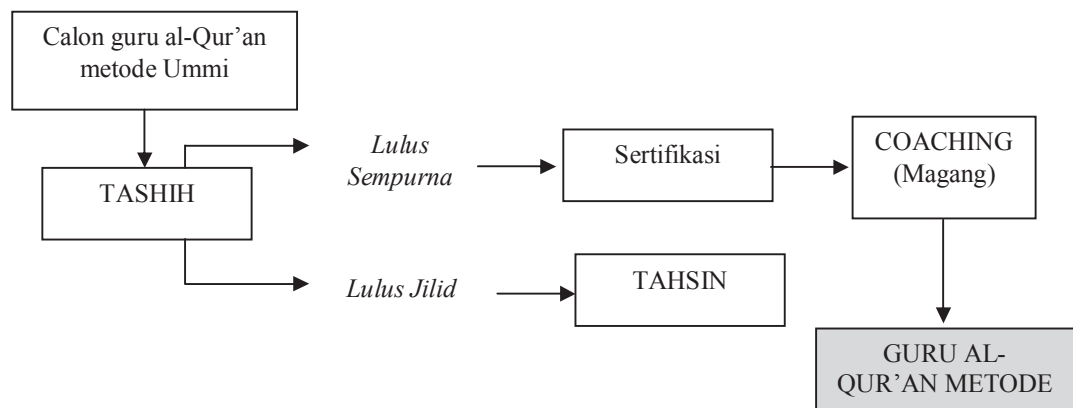 Calon guru al-Qur’an
metode Ummi
TASHIH
Lulus
Sempurna
Sertifikasi
COACHING
(Magang)
Lulus Jilid
TAHSIN
GURU AL-
QUR’AN METODE